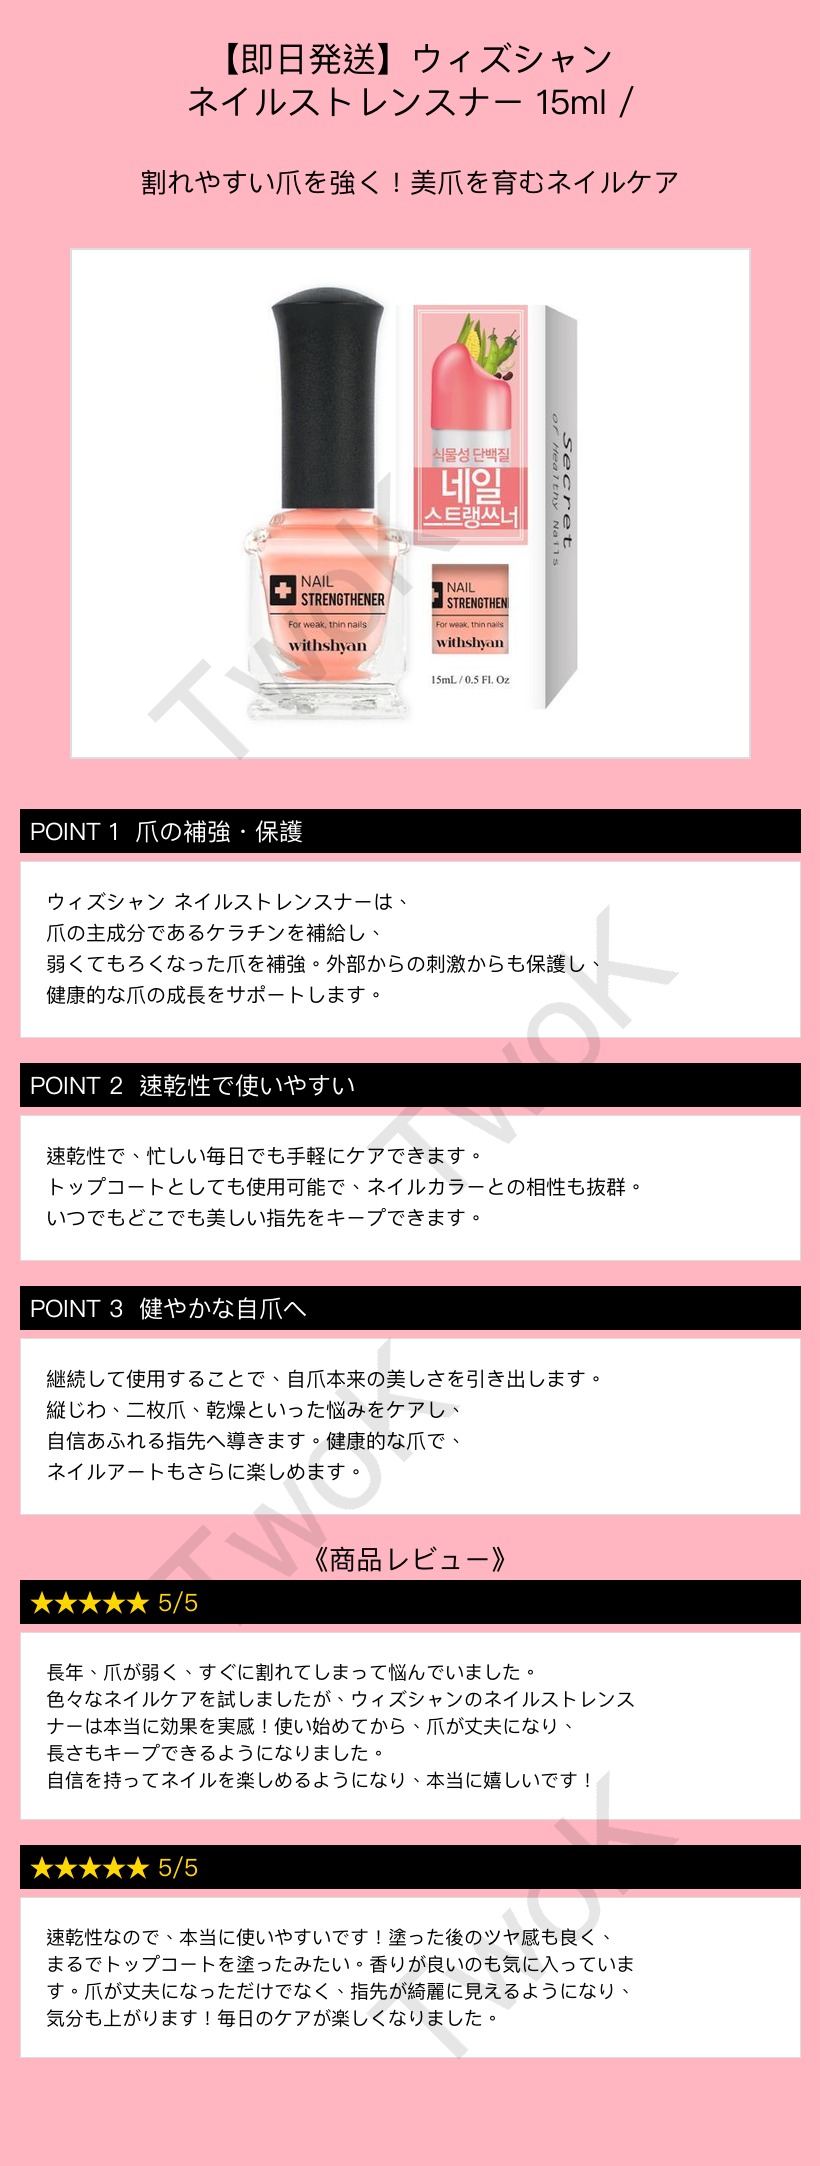 【即日発送】ウィズシャン
ネイルストレンスナー 15ml /
割れやすい爪を強く！美爪を育むネイルケア
식물성 단백질
네일
스트랭쓰너
Secret
of Healthy Nails
NAIL
STRENGTHENER
For weak, thin nails
withshyan
NAIL
STRENGTHEN
For weak, thin nails
withshyan
15mL / 0.5 Fl. Oz
TwoK
POINT 1 爪の補強・保護
ウィズシャン ネイルストレンスナーは、
爪の主成分であるケラチンを補給し、
弱くてもろくなった爪を補強。外部からの刺激からも保護し、
健康的な爪の成長をサポートします。
TwoK
POINT 2 速乾性で使いやすい
速乾性で、忙しい毎日でも手軽にケアできます。
トップコートとしても使用可能で、ネイルカラーとの相性も抜群。
いつでもどこでも美しい指先をキープできます。
POINT 3 健やかな自爪へ
継続して使用することで、自爪本来の美しさを引き出します。
縦じわ、二枚爪、乾燥といった悩みをケアし、
自信あふれる指先へ導きます。健康的な爪で、
ネイルアートもさらに楽しめます。
TwoK
《商品レビュー》
★★★★★ 5/5
長年、爪が弱く、すぐに割れてしまって悩んでいました。
色々なネイルケアを試しましたが、ウィズシャンのネイルストレンス
ナーは本当に効果を実感！使い始めてから、爪が丈夫になり、
長さもキープできるようになりました。
自信を持ってネイルを楽しめるようになり、本当に嬉しいです！
★★★★★ 5/5
速乾性なので、本当に使いやすいです！塗った後のツヤ感も良く、
まるでトップコートを塗ったみたい。香りが良いのも気に入っていま
す。爪が丈夫になっただけでなく、指先が綺麗に見えるようになり、
気分も上がります！毎日のケアが楽しくなりました。
TwoK